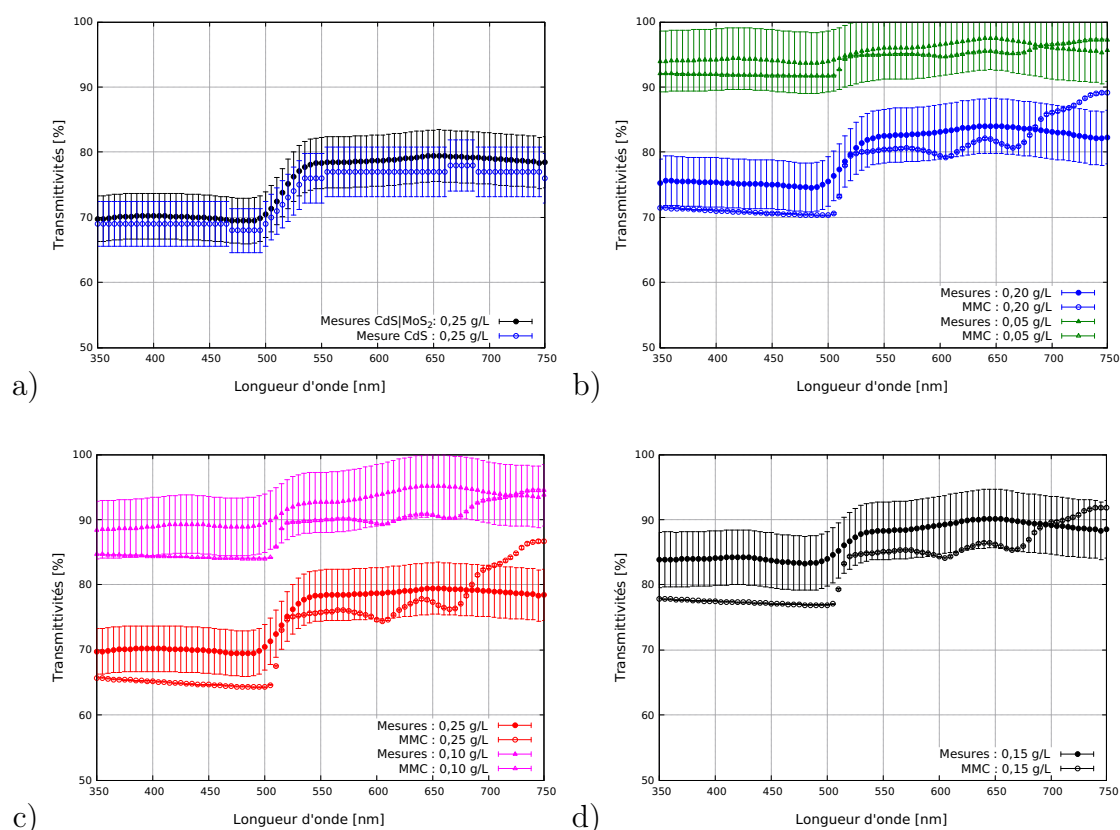 100
90
80
70
60
50
350 400 450 500 550 600 650 700 750
Transmittivités [%]
Longueur d'onde [nm]
Mesures CdS|MoS₂: 0,25 g/L
Mesure CdS : 0,25 g/L
a)
100
90
80
70
60
50
350 400 450 500 550 600 650 700 750
Transmittivités [%]
Longueur d'onde [nm]
Mesures : 0,20 g/L
MMC : 0,20 g/L
Mesures : 0,05 g/L
MMC : 0,05 g/L
b)
100
90
80
70
60
50
350 400 450 500 550 600 650 700 750
Transmittivités [%]
Longueur d'onde [nm]
Mesures : 0,25 g/L
MMC : 0,25 g/L
Mesures : 0,10 g/L
MMC : 0,10 g/L
c)
100
90
80
70
60
50
350 400 450 500 550 600 650 700 750
Transmittivités [%]
Longueur d'onde [nm]
Mesures : 0,15 g/L
MMC : 0,15 g/L
d)